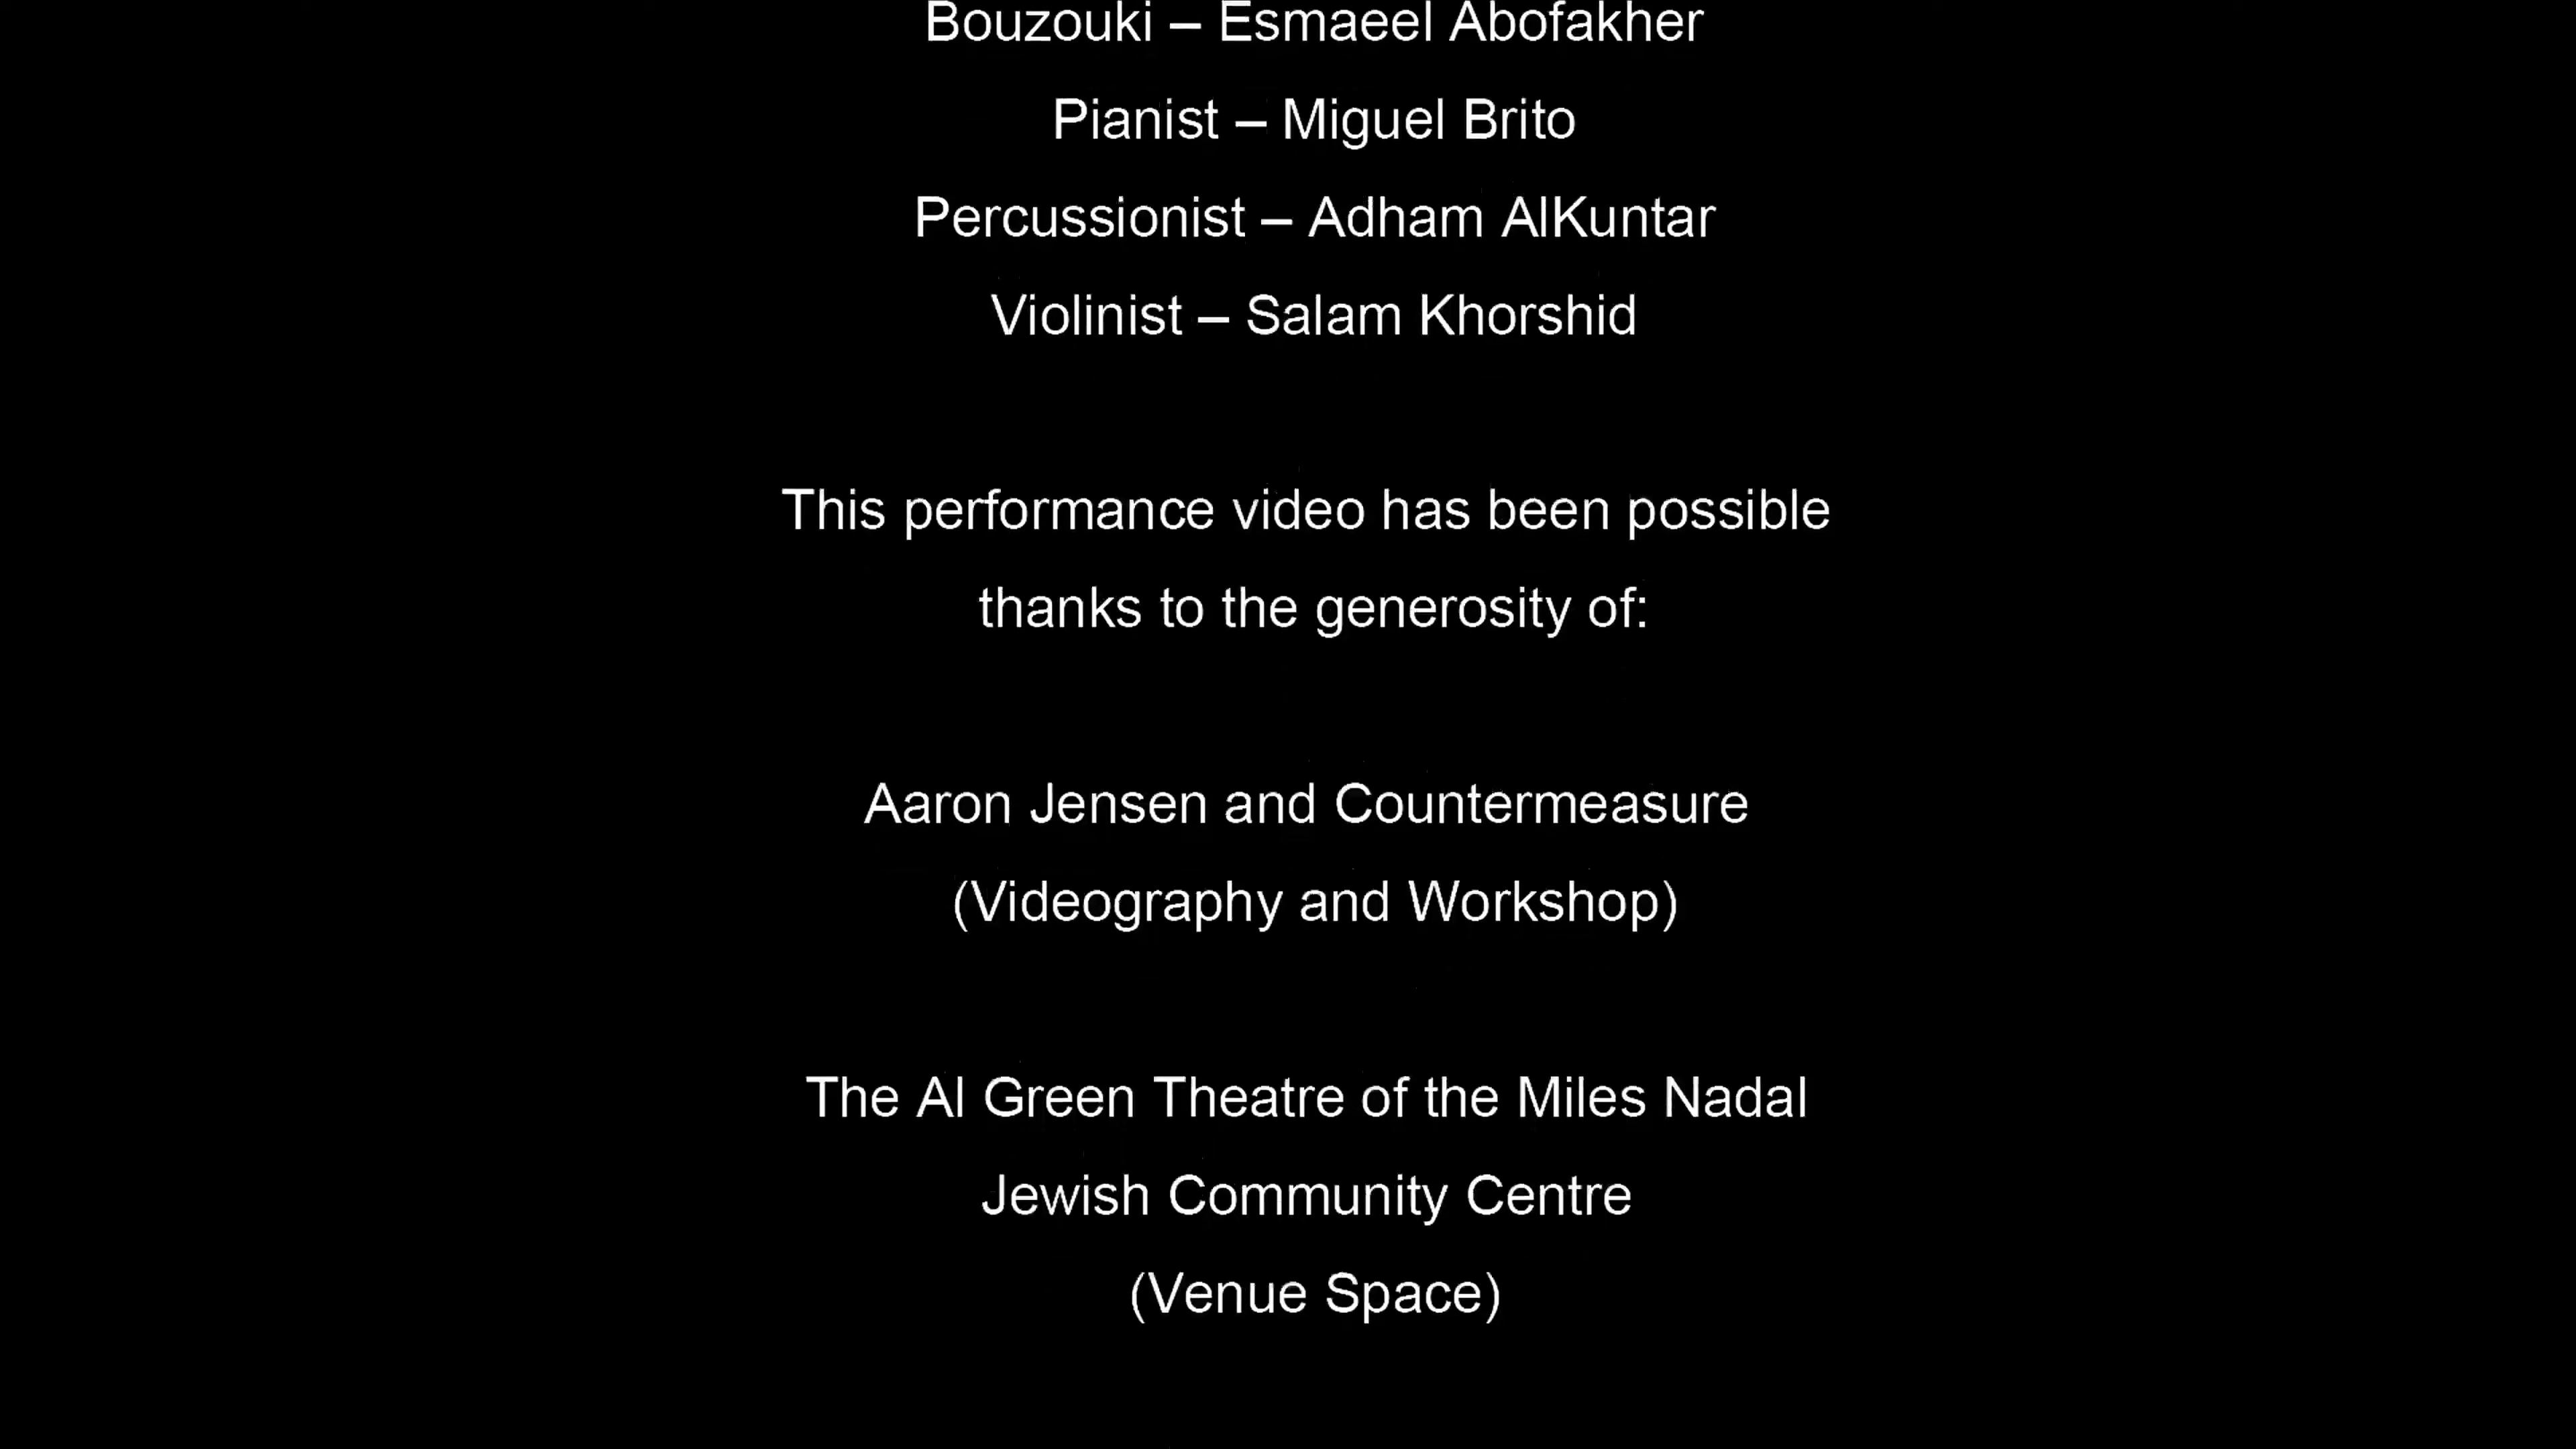 Bouzouki – Esmaeel Abofakher
Pianist – Miguel Brito
Percussionist – Adham AlKuntar
Violinist – Salam Khorshid
This performance video has been possible
thanks to the generosity of:
Aaron Jensen and Countermeasure
(Videography and Workshop)
The Al Green Theatre of the Miles Nadal
Jewish Community Centre
(Venue Space)